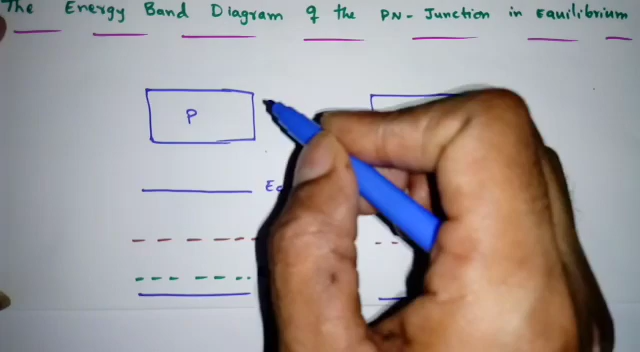 The Energy Band Diagram of the PN-Junction in Equilibrium
P